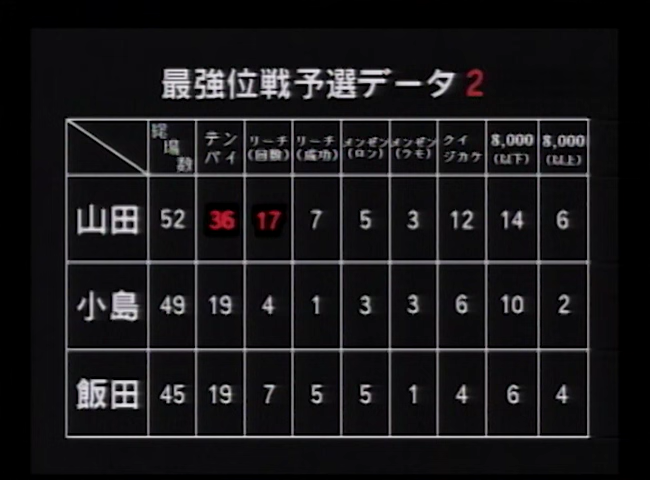 最強位戦予選データ2
総場数 テンパイ リーチ(回数) リーチ(成功) メンゼン(ロン) メンゼン(ツモ) クイジカケ 8,000(以下) 8,000(以上)
山田 52 36 17 7 5 3 12 14 6
小島 49 19 4 1 3 3 6 10 2
飯田 45 19 7 5 5 1 4 6 4